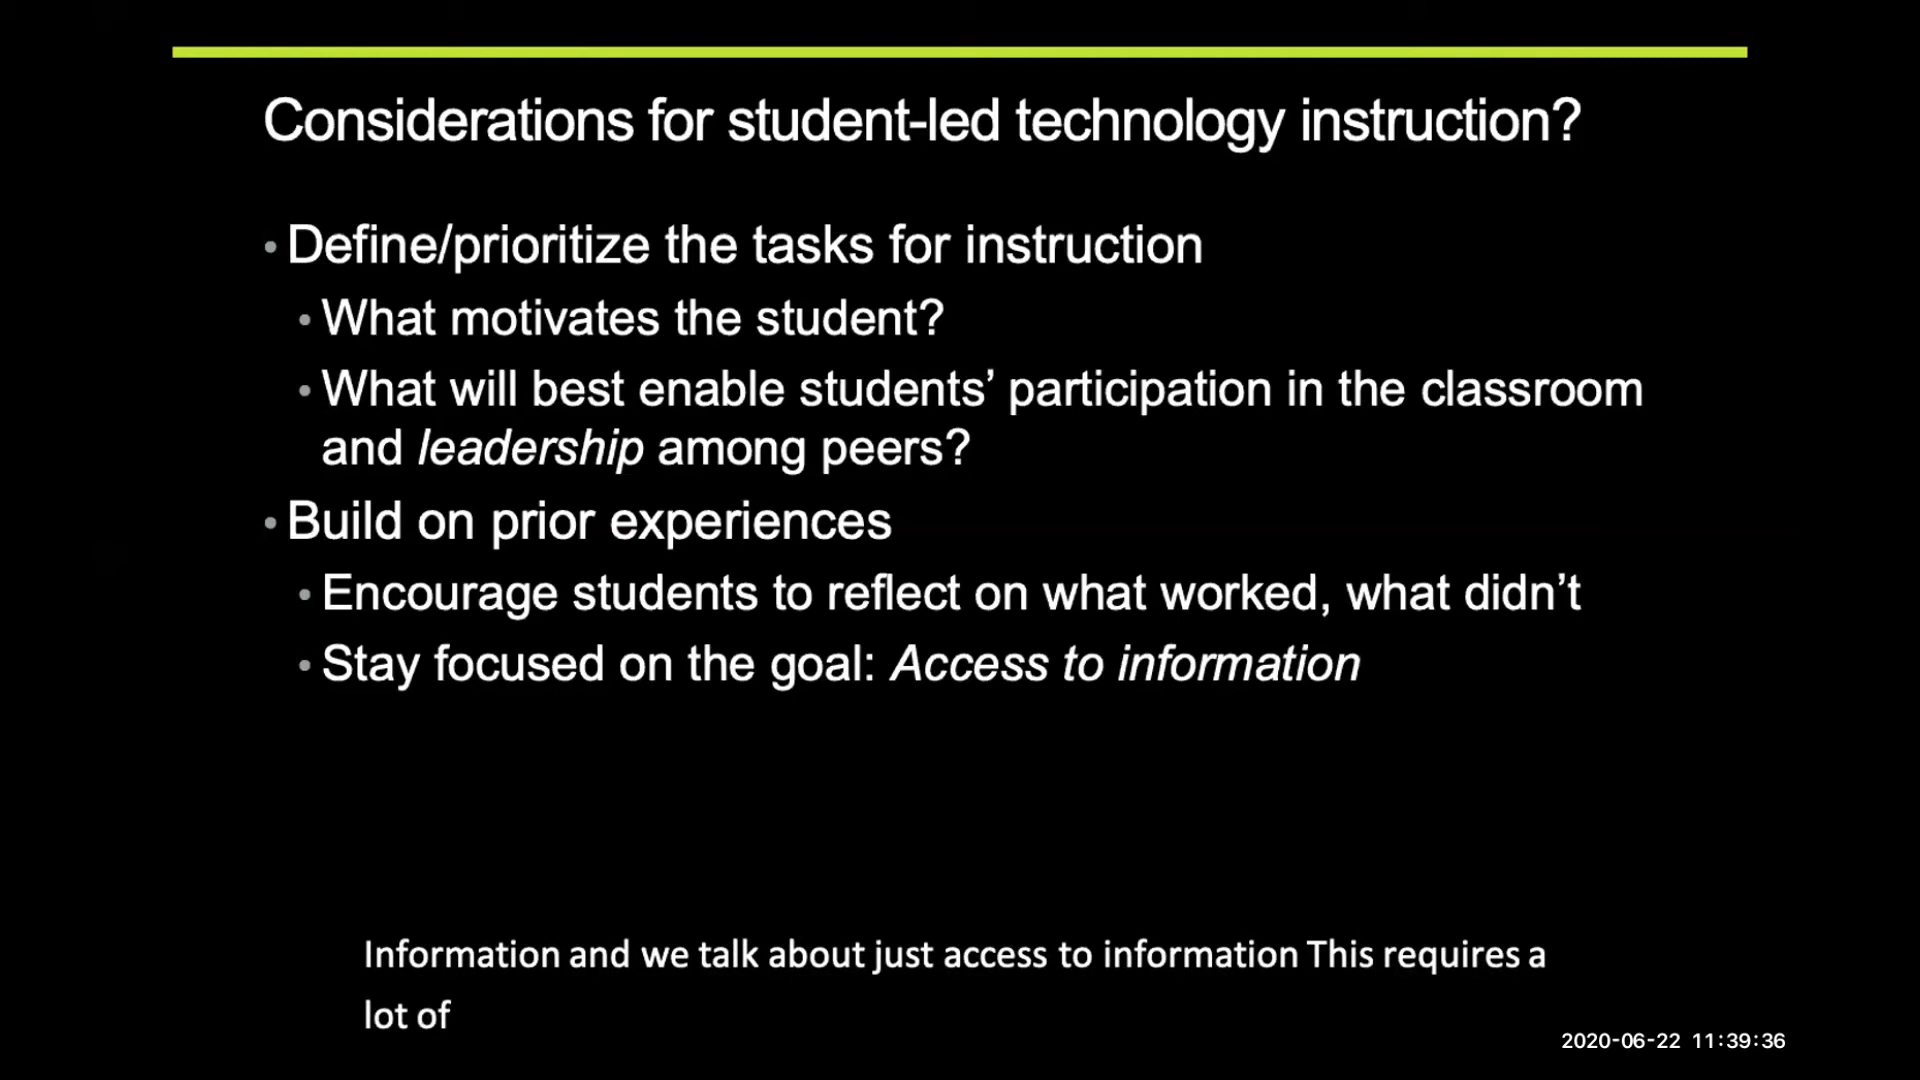 Considerations for student-led technology instruction?
• Define/prioritize the tasks for instruction
• What motivates the student?
• What will best enable students’ participation in the classroom
and leadership among peers?
• Build on prior experiences
• Encourage students to reflect on what worked, what didn’t
• Stay focused on the goal: Access to information
Information and we talk about just access to information This requires a
lot of
2020-06-22 11:39:36